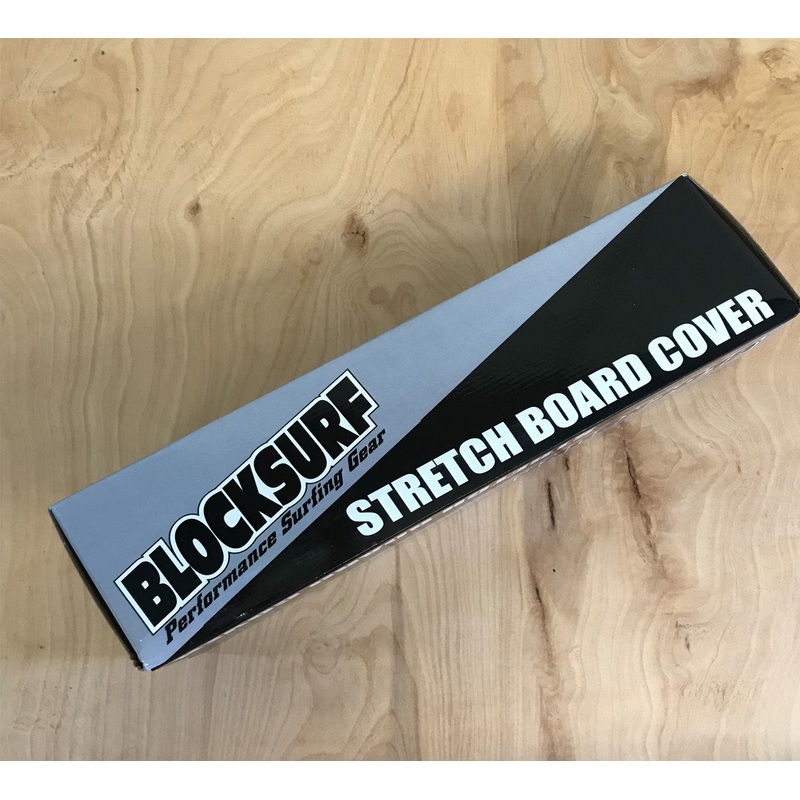 BLOCKSURF
Performance Surfing Gear
STRETCH BOARD COVER